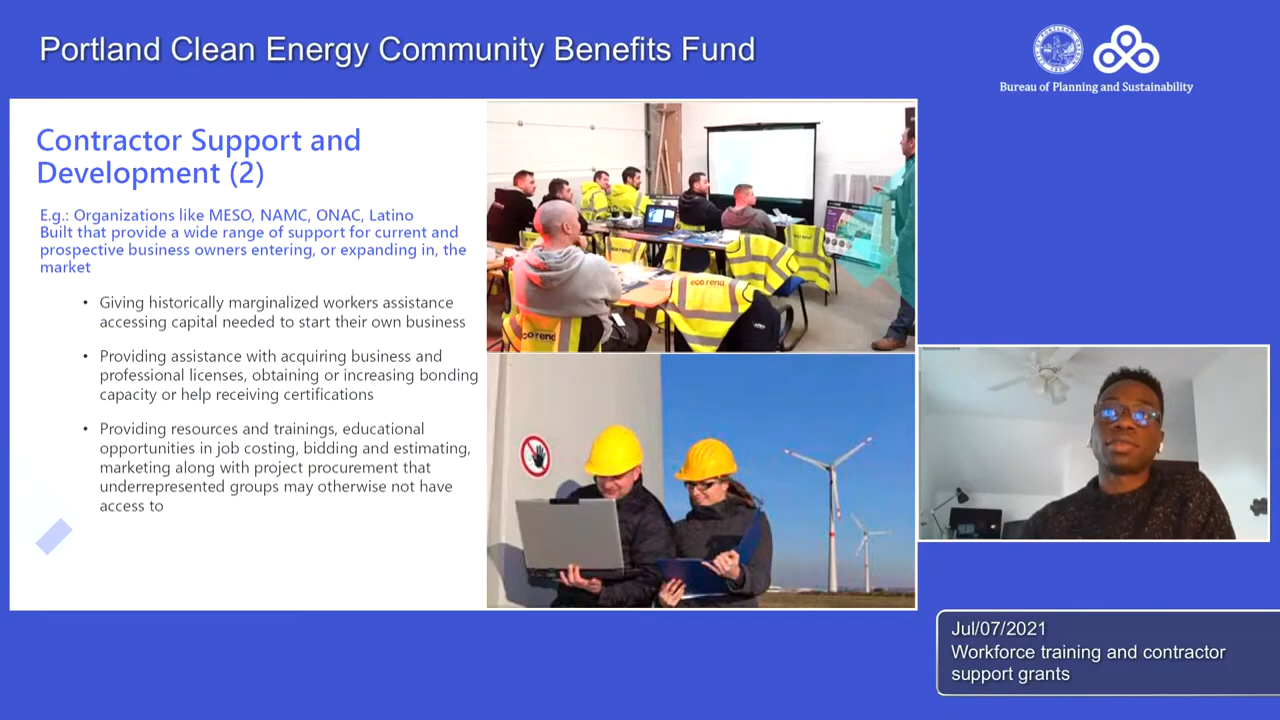 Portland Clean Energy Community Benefits Fund
Bureau of Planning and Sustainability
Contractor Support and
Development (2)
E.g.: Organizations like MESO, NAMC, ONAC, Latino
Built that provide a wide range of support for current and
prospective business owners entering, or expanding in, the
market
• Giving historically marginalized workers assistance
accessing capital needed to start their own business
• Providing assistance with acquiring business and
professional licenses, obtaining or increasing bonding
capacity or help receiving certifications
• Providing resources and trainings, educational
opportunities in job costing, bidding and estimating,
marketing along with project procurement that
underrepresented groups may otherwise not have
access to
Jul/07/2021
Workforce training and contractor
support grants